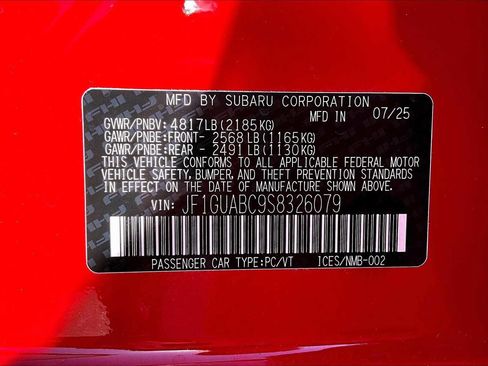 MFD BY SUBARU CORPORATION
MFD IN 07/25
GVWR/PNBV: 4817LB(2185KG)
GAWR/PNBE:FRONT- 2568LB(1165KG)
GAWR/PNBE:REAR - 2491LB(1130KG)
THIS VEHICLE CONFORMS TO ALL APPLICABLE FEDERAL MOTOR
VEHICLE SAFETY, BUMPER, AND THEFT PREVENTION STANDARDS
IN EFFECT ON THE DATE OF MANUFACTURE SHOWN ABOVE.
VIN: JF1GUABC9S8326079
PASSENGER CAR TYPE:PC/VT ICES/NMB-002